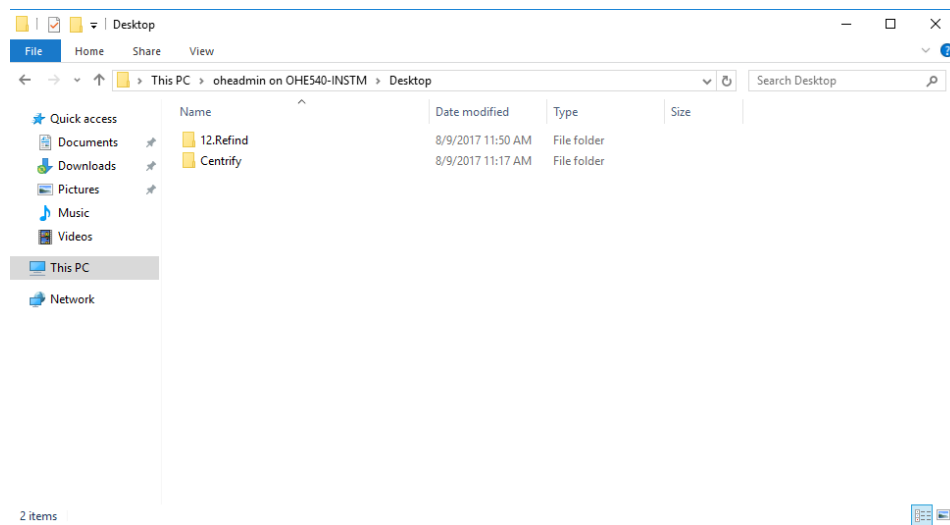 Desktop
File Home Share View
This PC > oheadmin on OHE540-INSTM > Desktop Search Desktop
Name Date modified Type Size
Quick access
12.Refind 8/9/2017 11:50 AM File folder
Documents
Centrify 8/9/2017 11:17 AM File folder
Downloads
Pictures
Music
Videos
This PC
Network
2 items